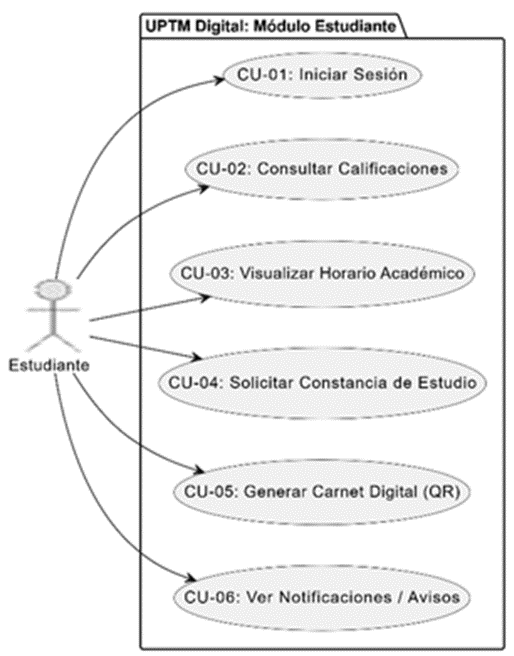 UPTM Digital: Módulo Estudiante
CU-01: Iniciar Sesión
CU-02: Consultar Calificaciones
CU-03: Visualizar Horario Académico
Estudiante
CU-04: Solicitar Constancia de Estudio
CU-05: Generar Carnet Digital (QR)
CU-06: Ver Notificaciones / Avisos